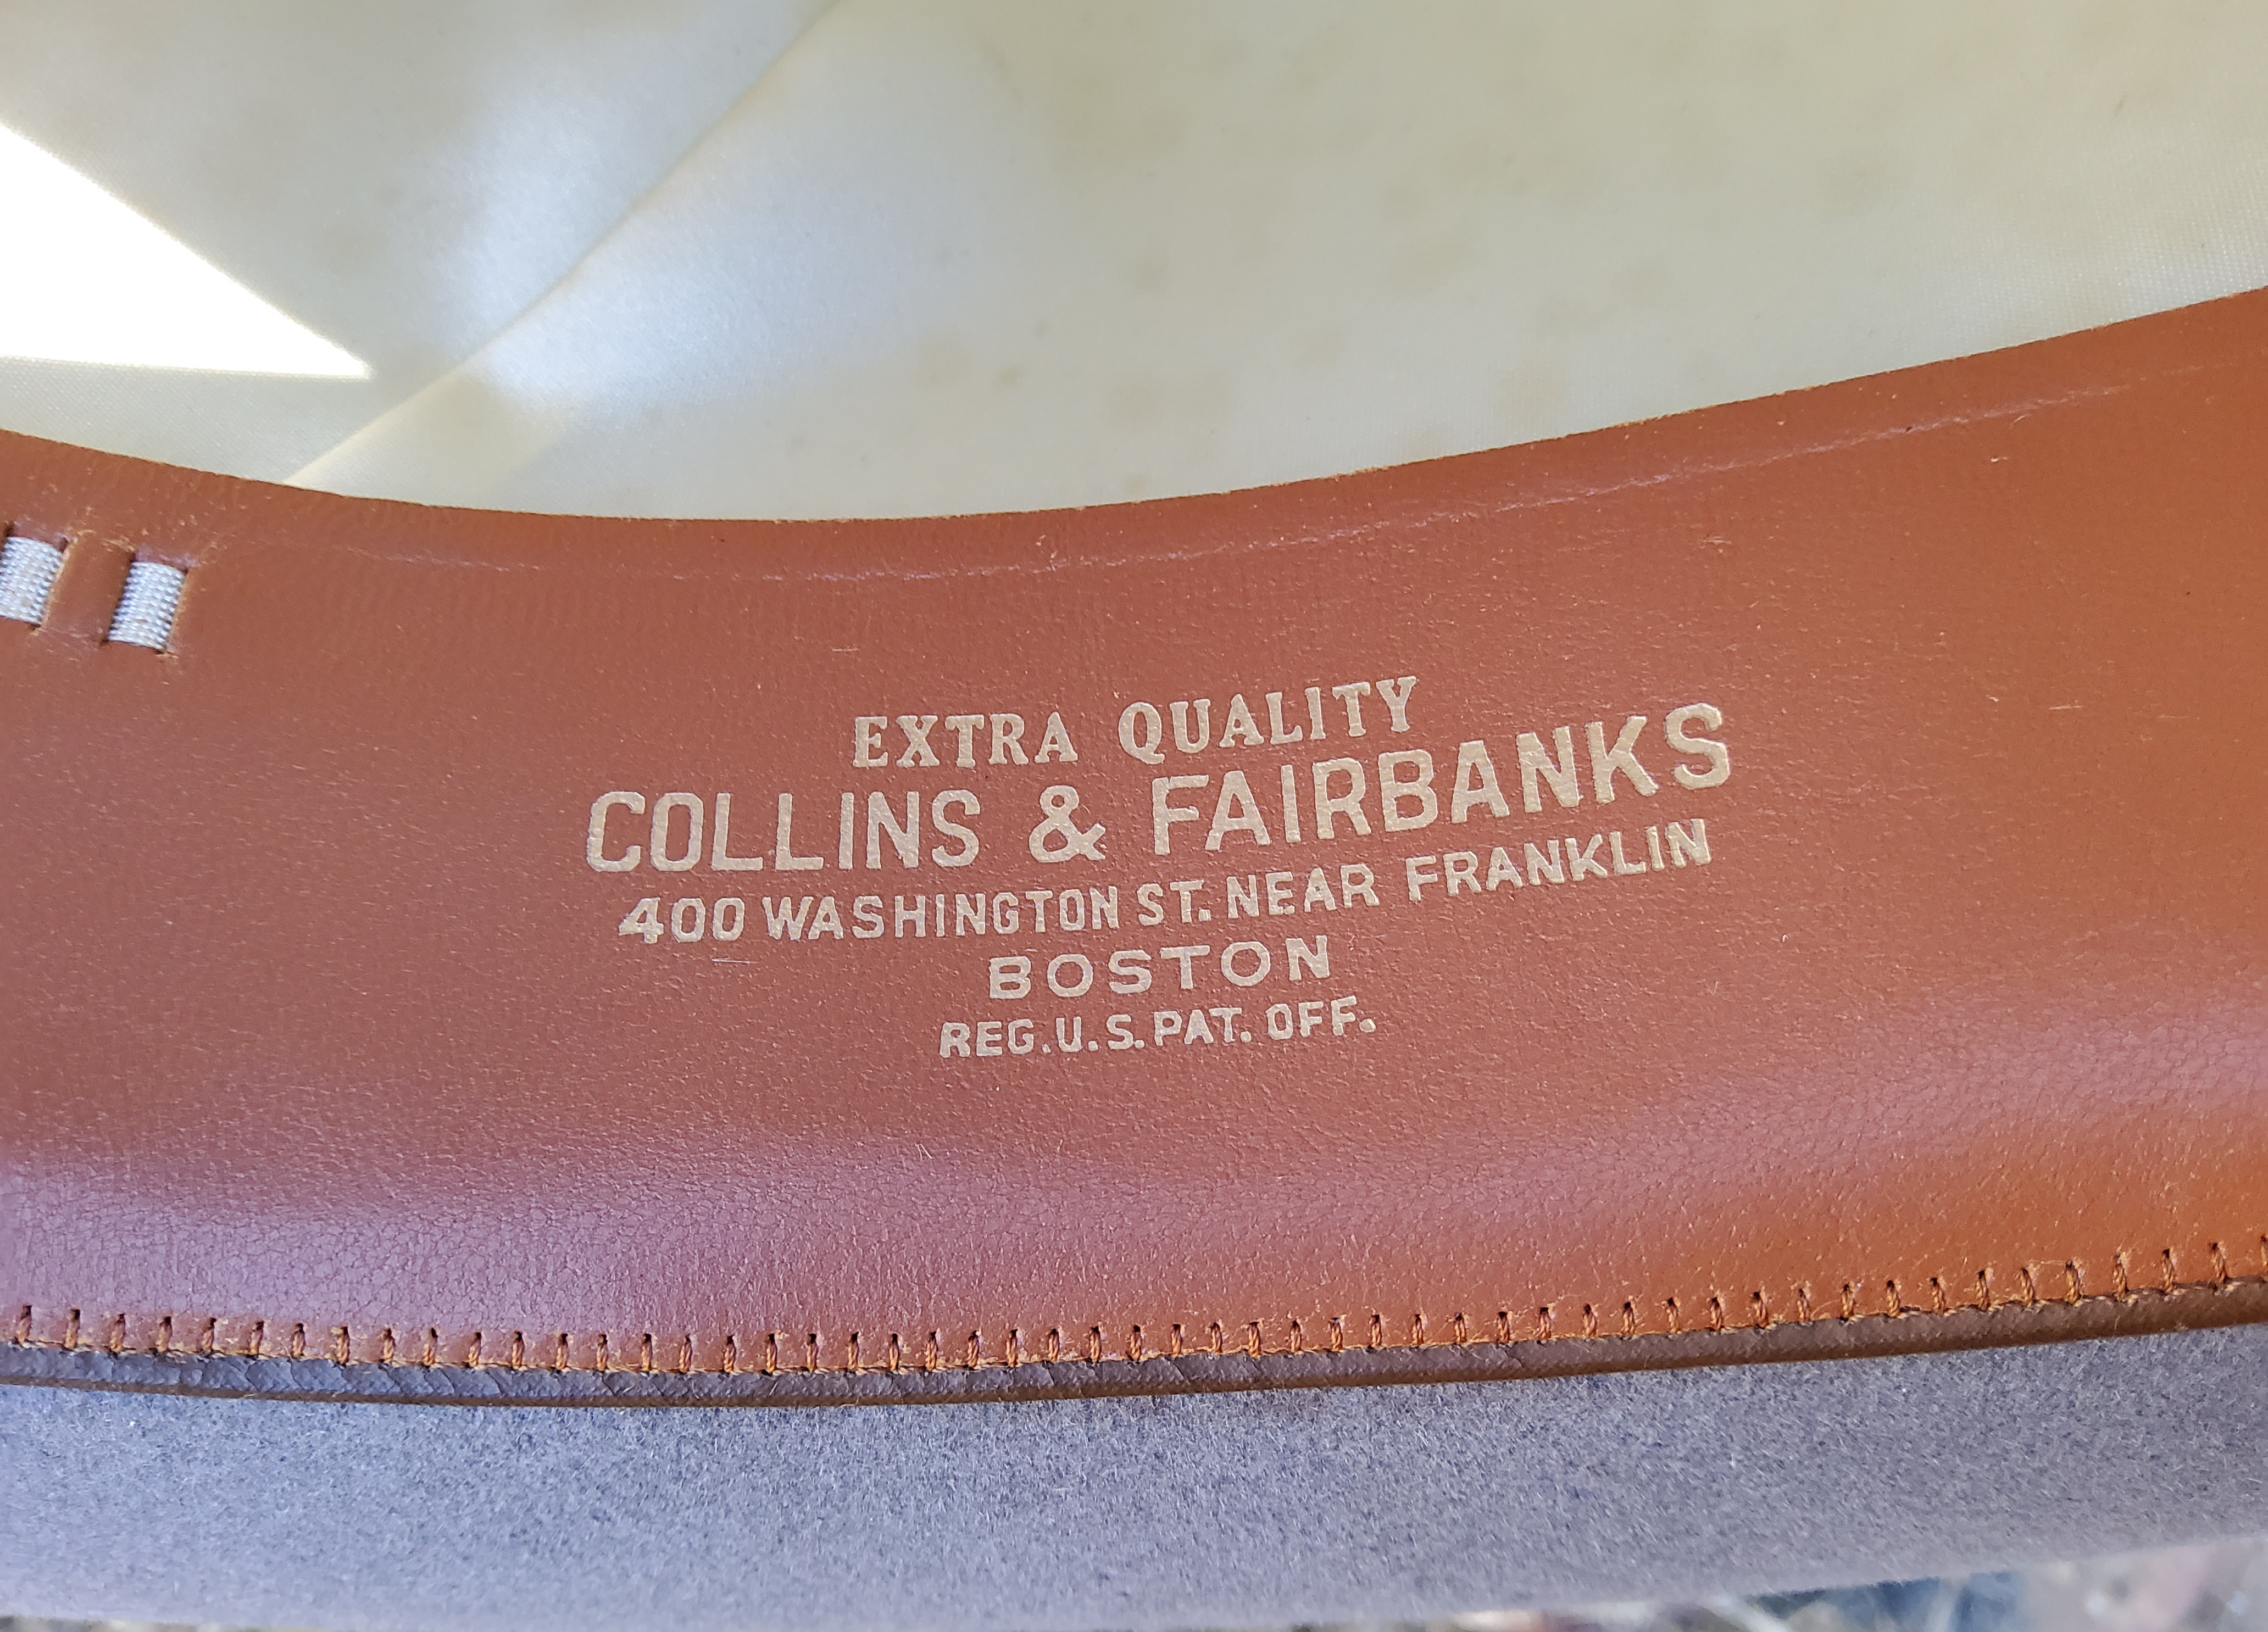 EXTRA QUALITY
COLLINS & FAIRBANKS
400 WASHINGTON ST. NEAR FRANKLIN
BOSTON
REG. U.S. PAT. OFF.